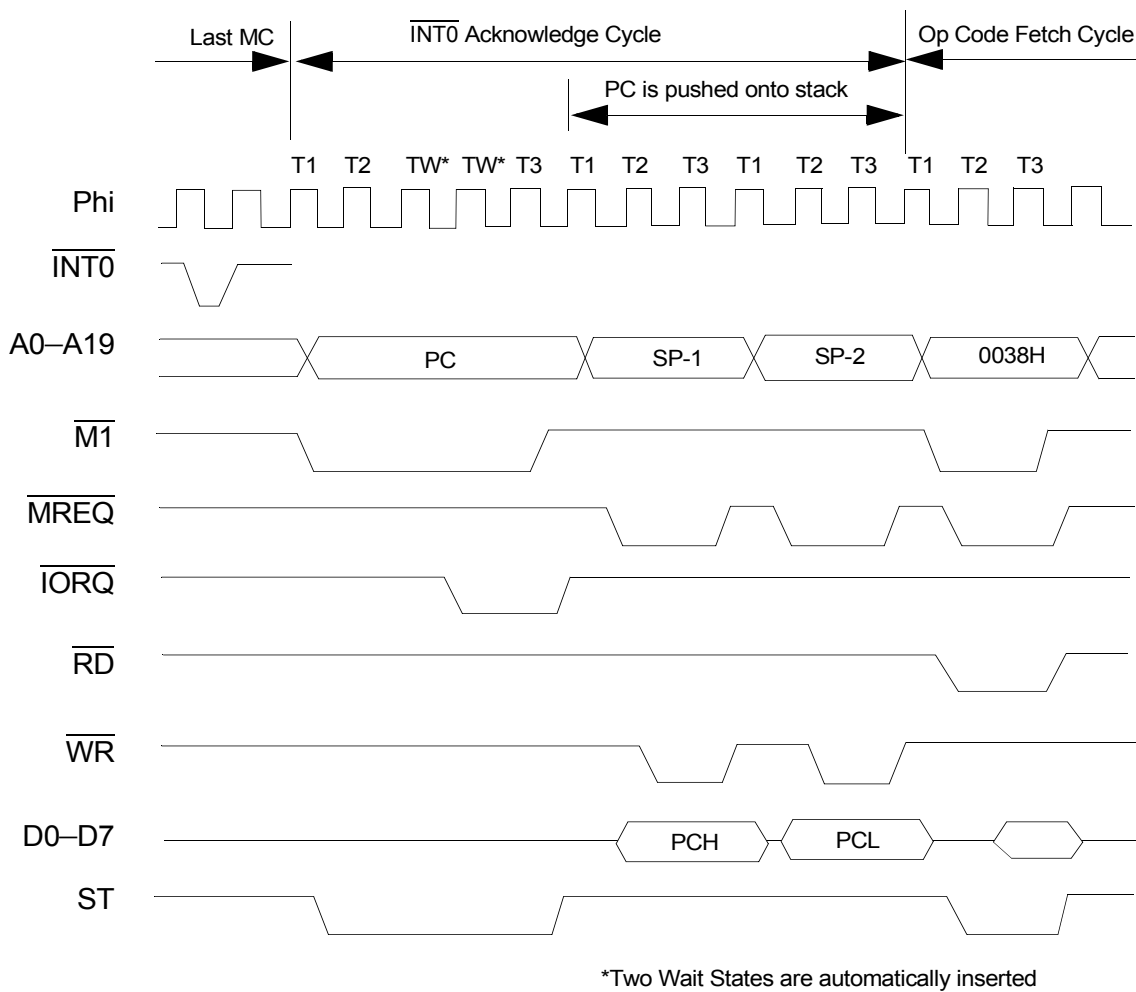 Last MC
INT0 Acknowledge Cycle
Op Code Fetch Cycle
PC is pushed onto stack
T1 T2 TW* TW* T3 T1 T2 T3 T1 T2 T3 T1 T2 T3
Phi
INT0
A0–A19 PC SP-1 SP-2 0038H
M1
MREQ
IORQ
RD
WR
D0–D7 PCH PCL
ST
*Two Wait States are automatically inserted